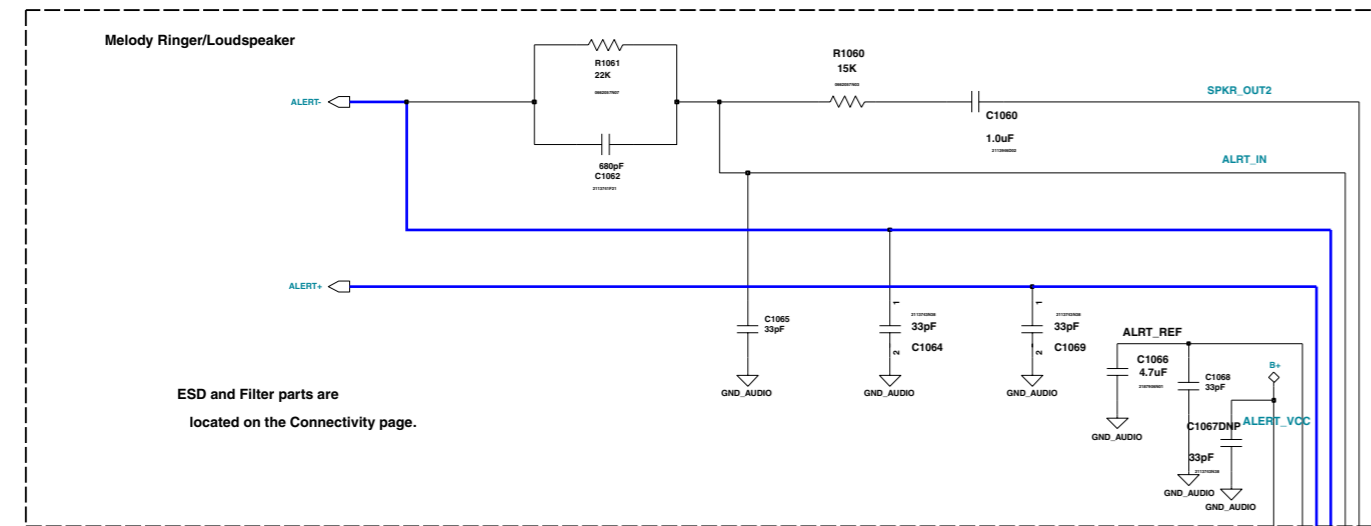 Melody Ringer/Loudspeaker
R1061
22K
R1060
15K
ALERT-
SPKR_OUT2
C1060
1.0uF
680pF
C1062
ALRT_IN
ALERT+
C1065
33pF
1
33pF
2
C1064
1
33pF
2
C1069
ALRT_REF
C1066
4.7uF
C1068
33pF
B+
GND_AUDIO
GND_AUDIO
GND_AUDIO
ESD and Filter parts are
located on the Connectivity page.
C1067DNP
ALERT_VCC
GND_AUDIO
33pF
GND_AUDIO
GND_AUDIO